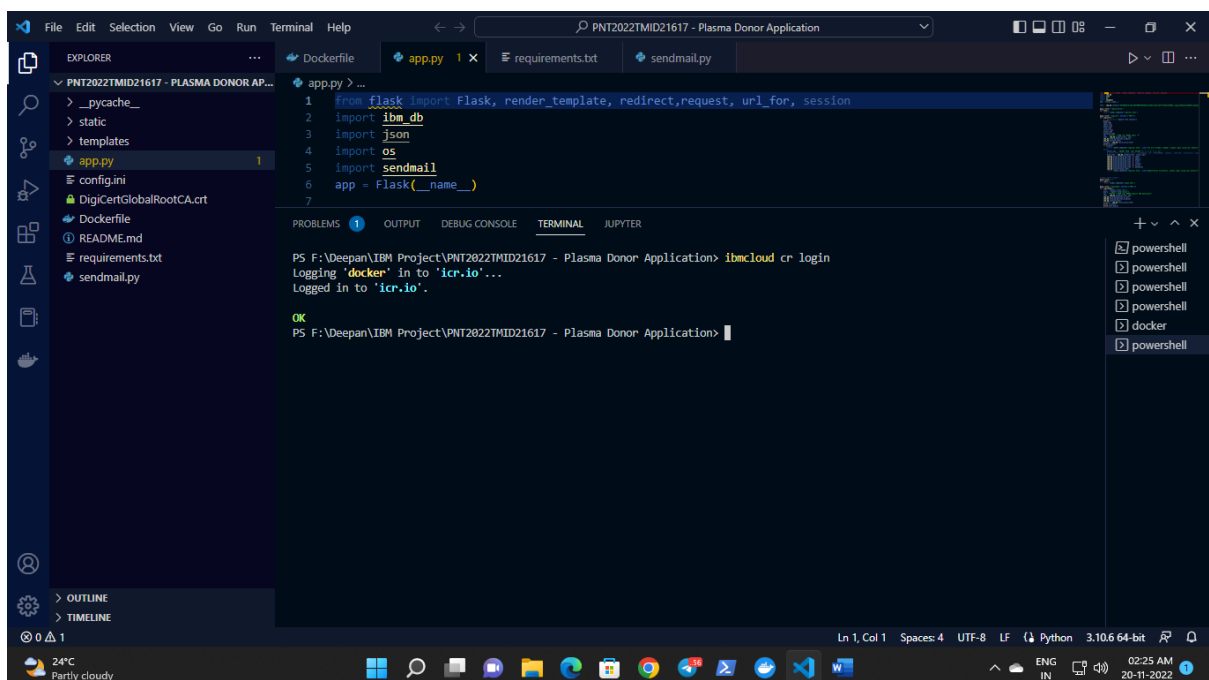 File Edit Selection View Go Run Terminal Help
PNT2022TMID21617 - Plasma Donor Application
EXPLORER
Dockerfile
app.py 1
requirements.txt
sendmail.py
PNT2022TMID21617 - PLASMA DONOR AP...
__pycache__
static
templates
app.py 1
config.ini
DigiCertGlobalRootCA.crt
Dockerfile
README.md
requirements.txt
sendmail.py
app.py > ...
1 from flask import Flask, render_template, redirect,request, url_for, session
2 import ibm_db
3 import json
4 import os
5 import sendmail
6 app = Flask(__name__)
7
PROBLEMS 1 OUTPUT DEBUG CONSOLE TERMINAL JUPYTER
PS F:\Deepan\IBM Project\PNT2022TMID21617 - Plasma Donor Application> ibmcloud cr login
Logging 'docker' in to 'icr.io'...
Logged in to 'icr.io'.
OK
PS F:\Deepan\IBM Project\PNT2022TMID21617 - Plasma Donor Application>
powershell
powershell
powershell
powershell
docker
powershell
OUTLINE
TIMELINE
0 1
Ln 1, Col 1 Spaces: 4 UTF-8 LF Python 3.10.6 64-bit
24°C
Partly cloudy
ENG
IN
02:25 AM
20-11-2022
1